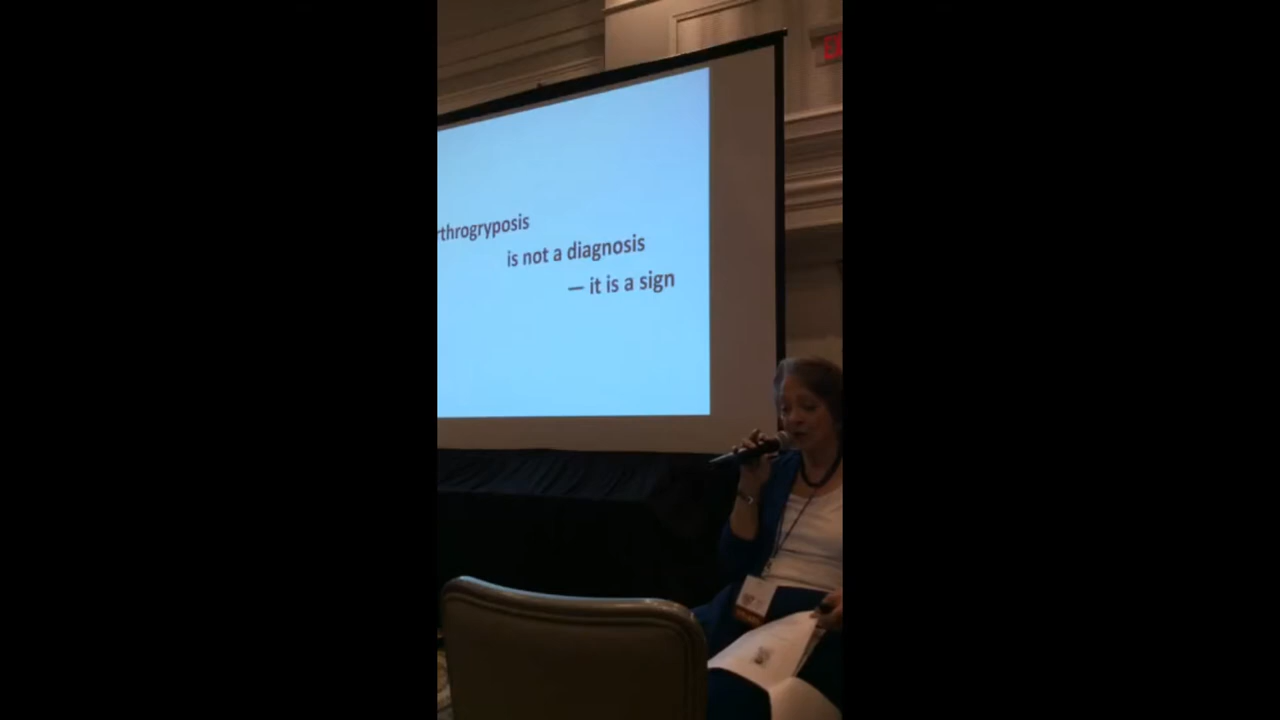 rthrogryposis
is not a diagnosis
— it is a sign